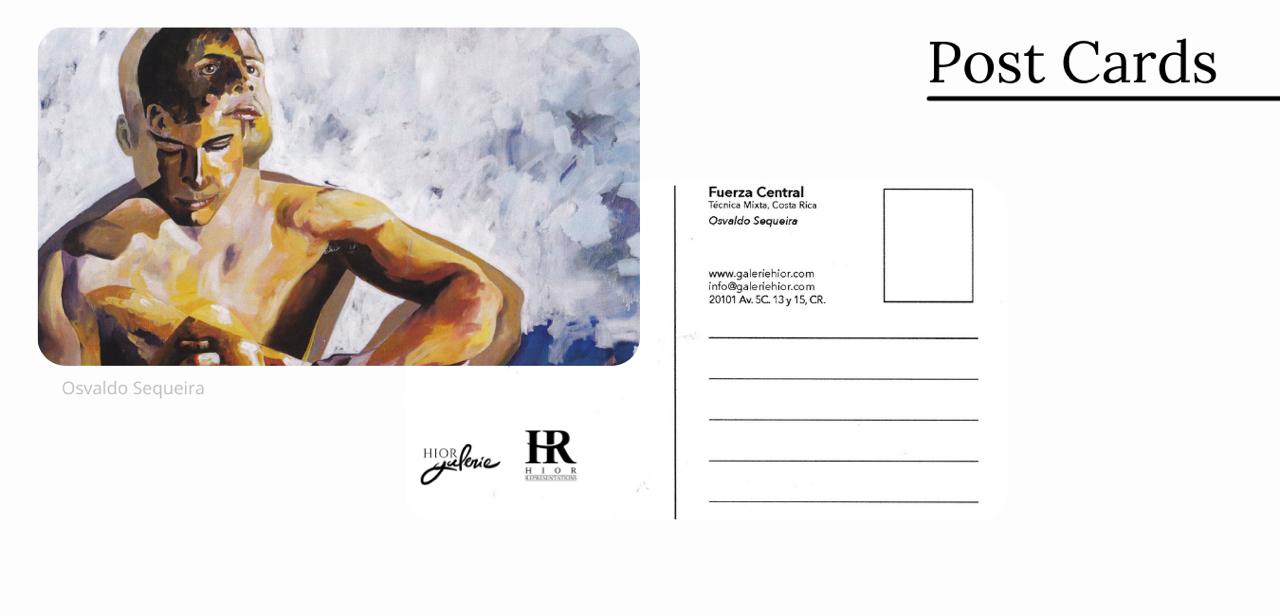 Post Cards
Fuerza Central
Técnica Mixta, Costa Rica
Osvaldo Sequeira
www.galeriehior.com
info@galeriehior.com
20101 Av. 5C. 13 y 15, CR.
Osvaldo Sequeira
HIOR
galerie
HR
HIOR
REPRESENTATIONS